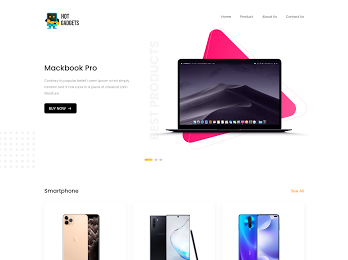 HOT
GADGETS
Home
Product
About Us
Contact Us
BEST PRODUCTS
Mackbook Pro
Contrary to popular belief Lorem Ipsum is not simply
random text. It has roots in a piece of classical Latin
literature.
BUY NOW →
Smartphone
See All